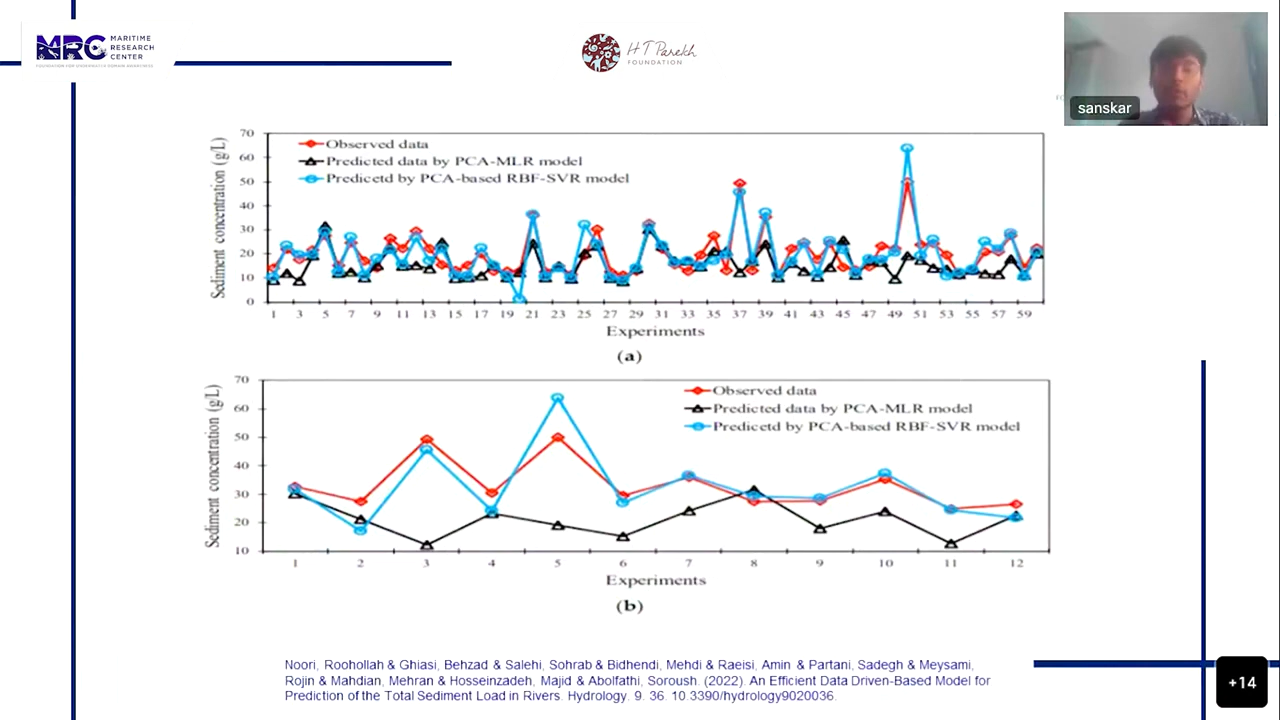 MRC
MARITIME
RESEARCH
CENTER
HT Parekh
FOUNDATION
sanskar
70
60
50
40
30
20
10
0
Sediment concentration (g/L)
Observed data
Predicted data by PCA-MLR model
Predicetd by PCA-based RBF-SVR model
1 3 5 7 9 11 13 15 17 19 21 23 25 27 29 31 33 35 37 39 41 43 45 47 49 51 53 55 57 59
Experiments
(a)
70
60
50
40
30
20
10
Sediment concentration (g/L)
Observed data
Predicted data by PCA-MLR model
Predicetd by PCA-based RBF-SVR model
1 2 3 4 5 6 7 8 9 10 11 12
Experiments
(b)
Noori, Roohollah & Ghiasi, Behzad & Salehi, Sohrab & Bidhendi, Mehdi & Raeisi, Amin & Partani, Sadegh & Meysami,
Rojin & Mahdian, Mehran & Hosseinzadeh, Majid & Abolfathi, Soroush. (2022). An Efficient Data Driven-Based Model for
Prediction of the Total Sediment Load in Rivers. Hydrology. 9. 36. 10.3390/hydrology9020036.
+14